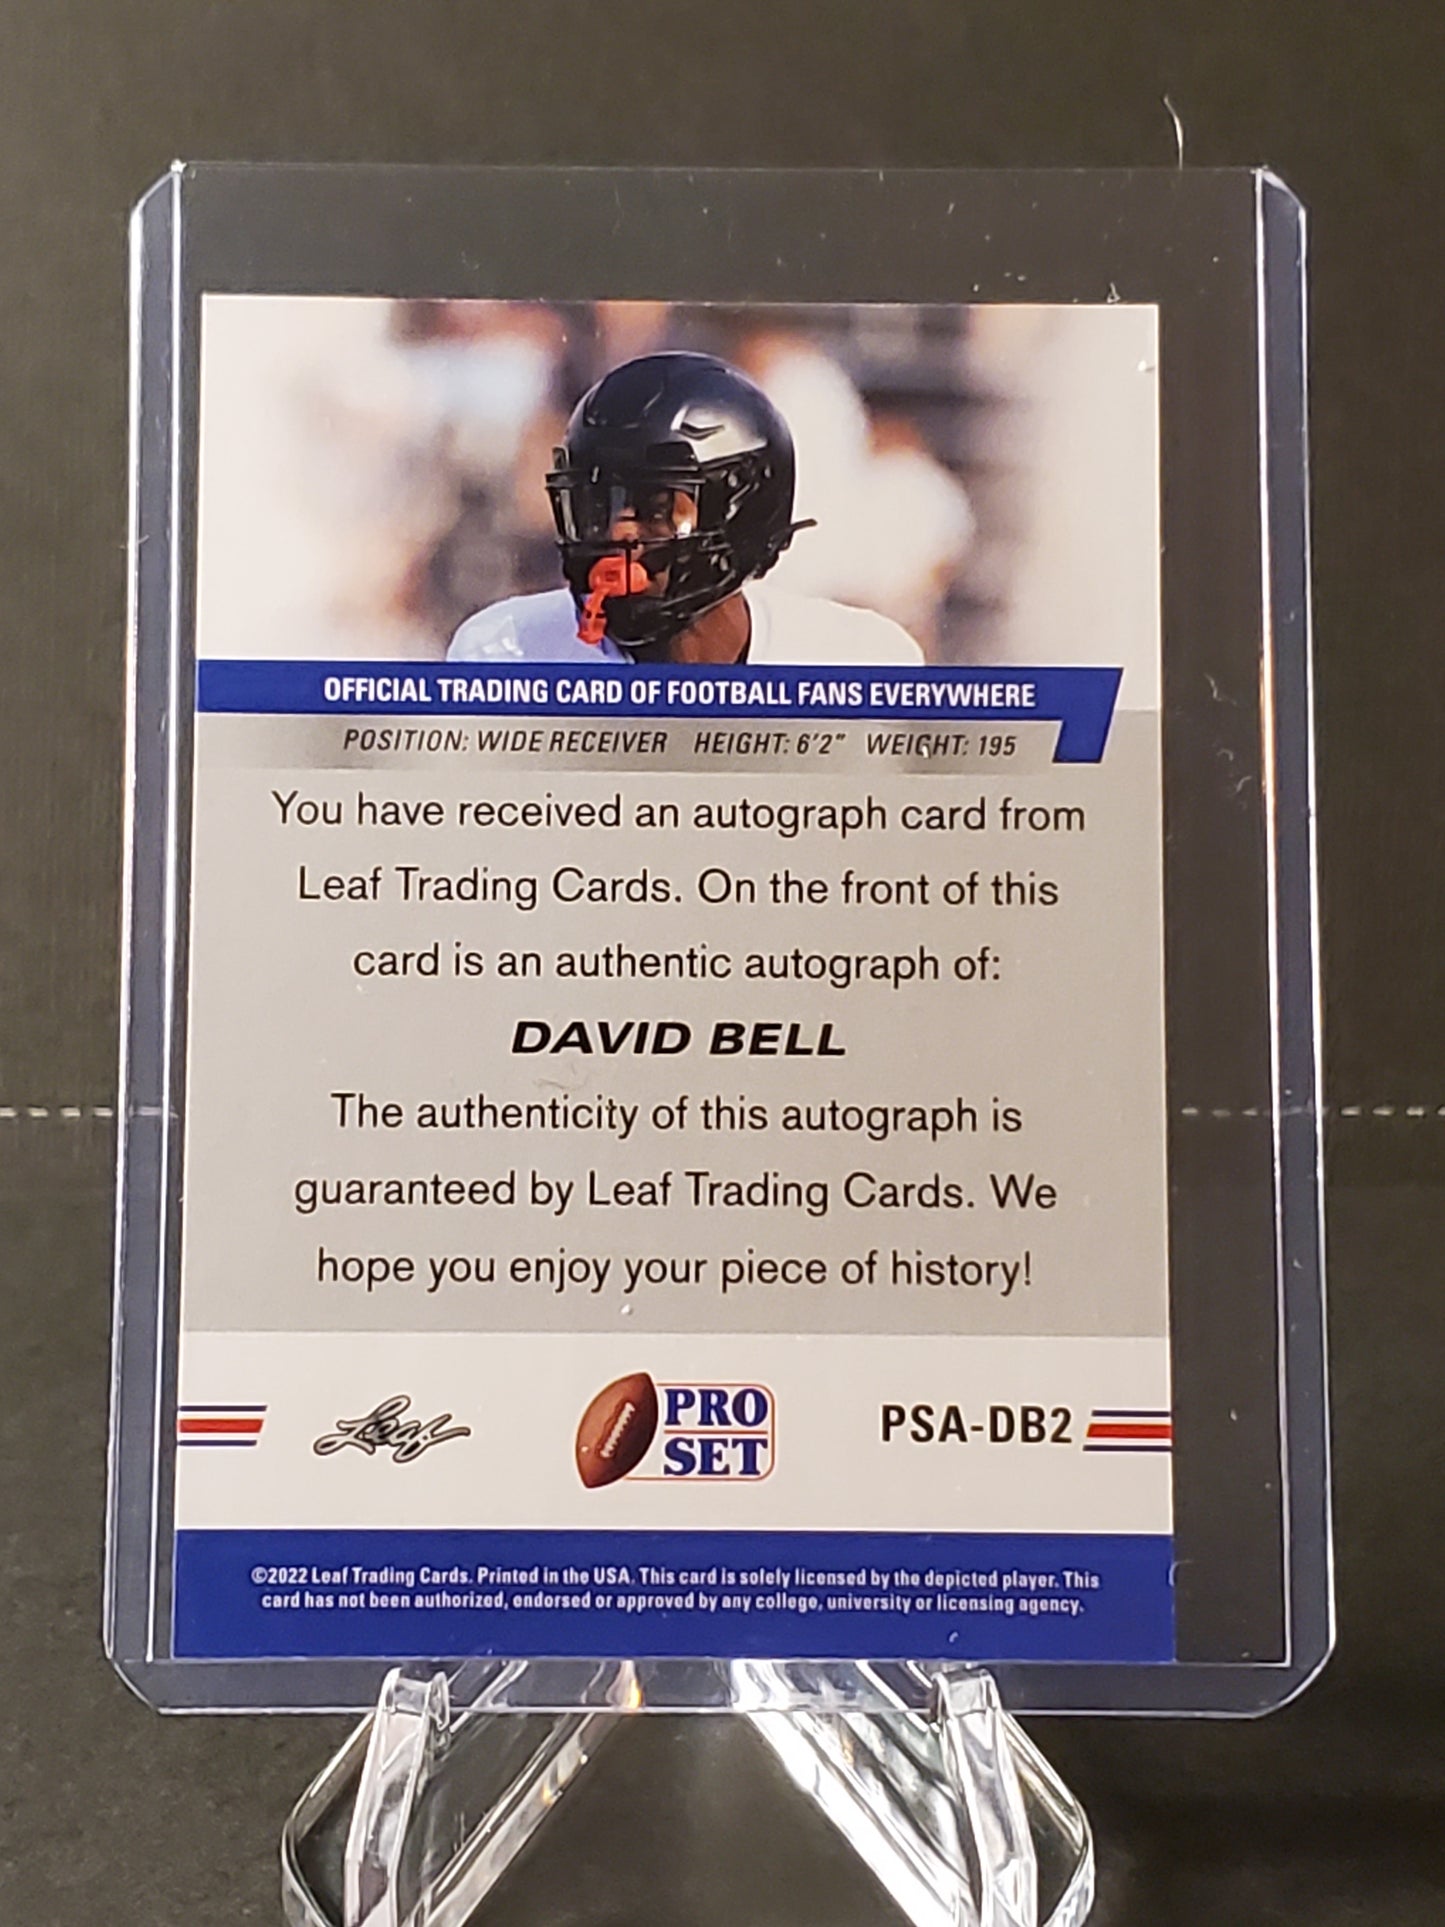 OFFICIAL TRADING CARD OF FOOTBALL FANS EVERYWHERE
POSITION: WIDE RECEIVER HEIGHT: 6'2" WEIGHT: 195
You have received an autograph card from
Leaf Trading Cards. On the front of this
card is an authentic autograph of:
DAVID BELL
The authenticity of this autograph is
guaranteed by Leaf Trading Cards. We
hope you enjoy your piece of history!
Leaf
PRO
SET
PSA-DB2
©2022 Leaf Trading Cards. Printed in the USA. This card is solely licensed by the depicted player. This
card has not been authorized, endorsed or approved by any college, university or licensing agency.